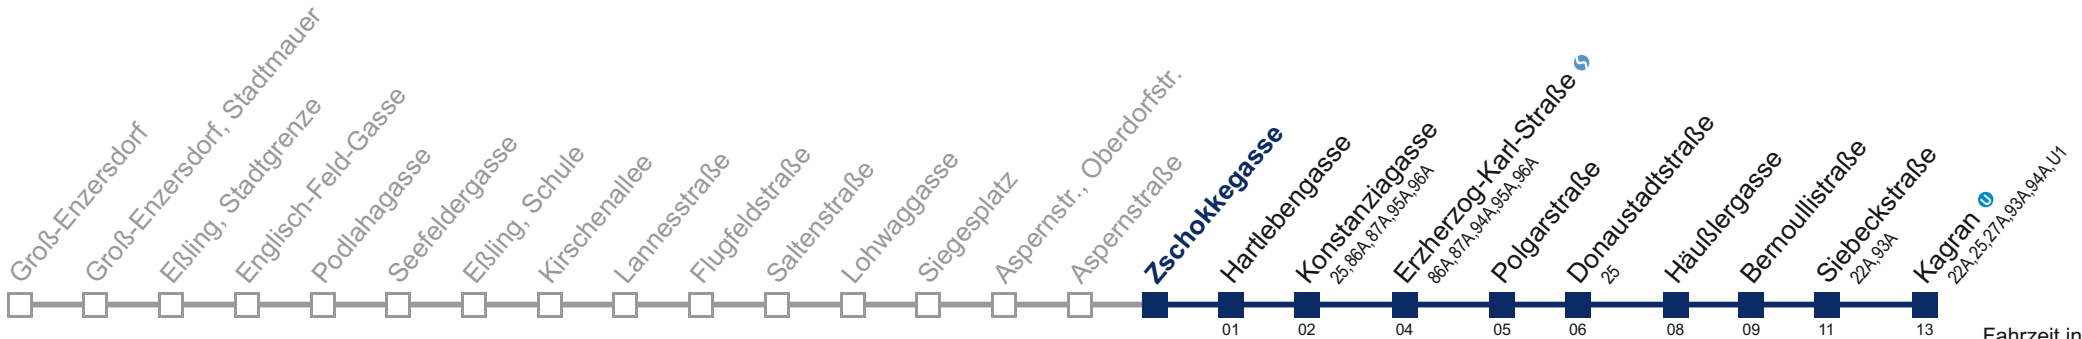 Groß-Enzersdorf
Groß-Enzersdorf, Stadtmauer
Eßling, Stadtgrenze
Englisch-Feld-Gasse
Podlahagasse
Seefeldergasse
Eßling, Schule
Kirschenallee
Lannesstraße
Flugfeldstraße
Saltenstraße
Lohwaggasse
Siegesplatz
Aspernstr., Oberdorfstr.
Aspernstraße
Zschokkegasse
Hartlebengasse
01
Konstanziagasse
25,86A,87A,95A,96A
02
Erzherzog-Karl-Straße
86A,87A,94A,95A,96A
04
Polgarstraße
05
Donaustadtstraße
25
06
Häußlergasse
08
Bernoullistraße
09
Siebeckstraße
22A,93A
11
Kagran U
22A,25,27A,93A,94A,U1
13
Fahrzeit in